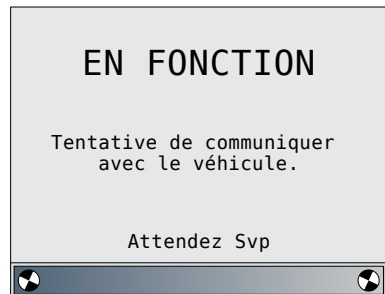 EN FONCTION
Tentative de communiquer
avec le véhicule.
Attendez Svp